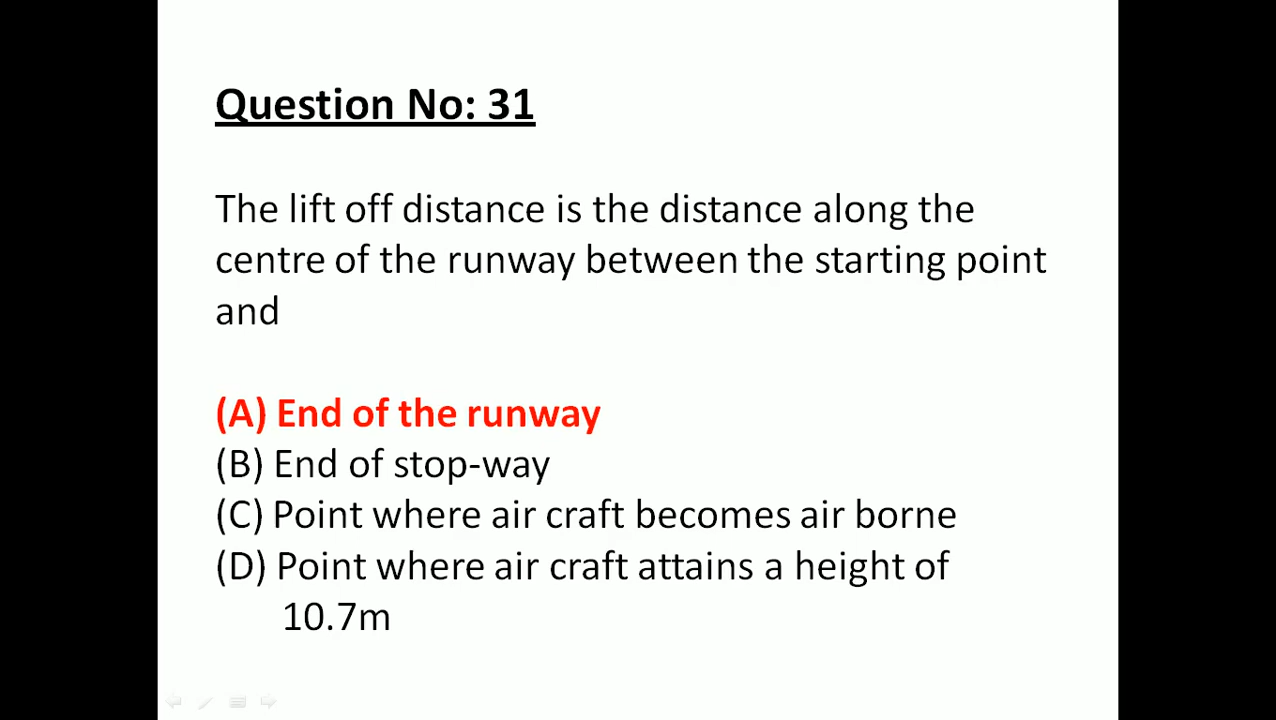 Question No: 31
The lift off distance is the distance along the
centre of the runway between the starting point
and
(A) End of the runway
(B) End of stop-way
(C) Point where air craft becomes air borne
(D) Point where air craft attains a height of
10.7m